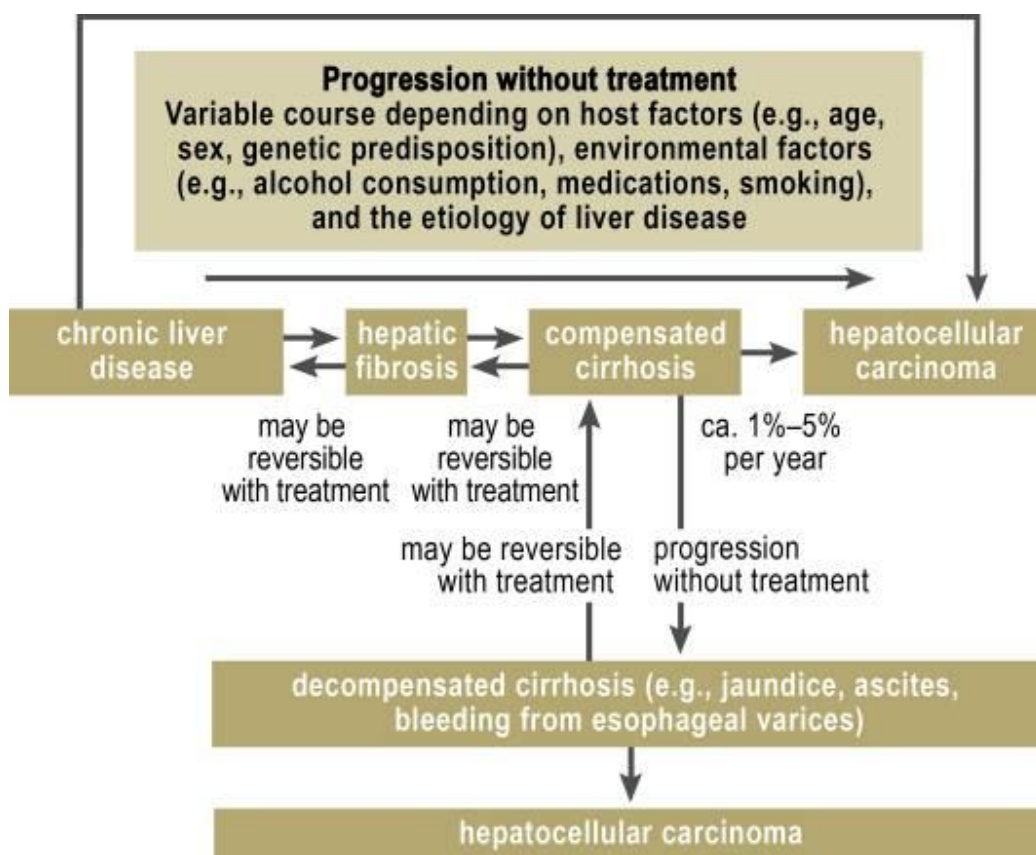 Progression without treatment
Variable course depending on host factors (e.g., age,
sex, genetic predisposition), environmental factors
(e.g., alcohol consumption, medications, smoking),
and the etiology of liver disease
chronic liver
disease
hepatic
fibrosis
compensated
cirrhosis
hepatocellular
carcinoma
may be
reversible
with treatment
may be
reversible
with treatment
ca. 1%–5%
per year
may be reversible
with treatment
progression
without treatment
decompensated cirrhosis (e.g., jaundice, ascites,
bleeding from esophageal varices)
hepatocellular carcinoma